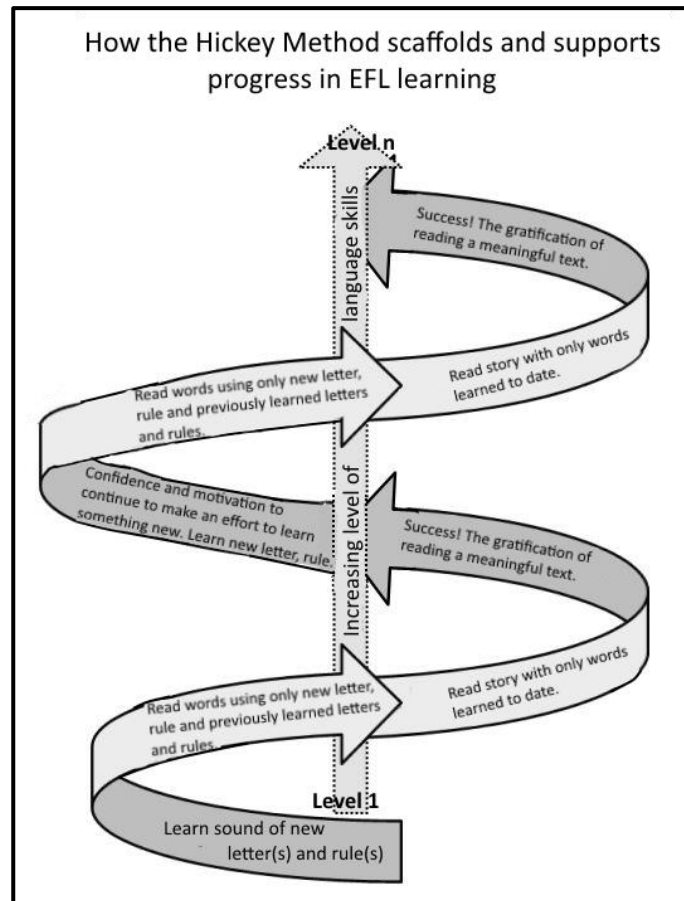 How the Hickey Method scaffolds and supports
progress in EFL learning
Level n
Success! The gratification of
reading a meaningful text.
language skills
Read story with only words
learned to date.
Read words using only new letter,
rule and previously learned letters
and rules.
Confidence and motivation to
continue to make an effort to learn
something new. Learn new letter, rule.
Increasing level of
Success! The gratification of
reading a meaningful text.
Read story with only words
learned to date.
Read words using only new letter,
rule and previously learned letters
and rules.
Level 1
Learn sound of new
letter(s) and rule(s)